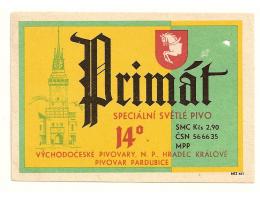 Primát
SPECIÁLNÍ SVĚTLÉ PIVO
14°
SMC Kčs 2,90
ČSN 566635
MPP
VÝCHODOČESKÉ PIVOVARY, N. P., HRADEC KRÁLOVÉ
PIVOVAR PARDUBICE